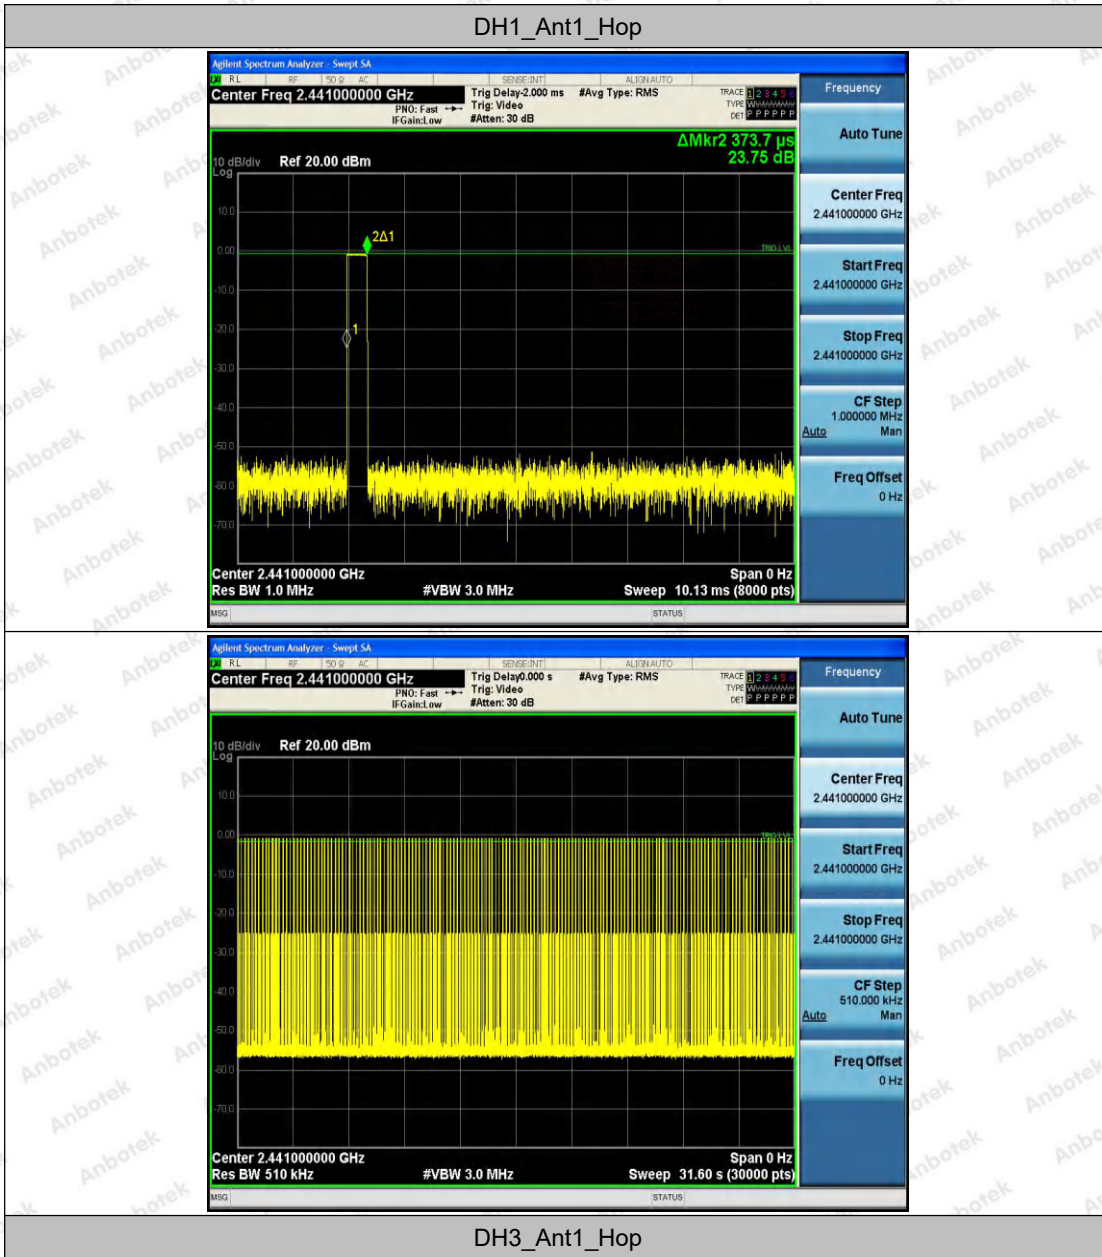 DH1_Ant1_Hop
Agilent Spectrum Analyzer - Swept SA
RL RF 50 Ω AC SENSE:INT ALIGNAUTO
Center Freq 2.441000000 GHz
PNO: Fast
IFGain:Low
Trig Delay-2.000 ms #Avg Type: RMS
Trig: Video
#Atten: 30 dB
TRACE 1 2 3 4 5 6
TYPE
DET P P P P P P
ΔMkr2 373.7 µs
23.75 dB
10 dB/div Ref 20.00 dBm
Log
10.0
0.00
-10.0
-20.0
-30.0
-40.0
-50.0
-60.0
-70.0
2Δ1
1
TRIG LVL
Center 2.441000000 GHz Span 0 Hz
Res BW 1.0 MHz #VBW 3.0 MHz Sweep 10.13 ms (8000 pts)
MSG STATUS
Frequency
Auto Tune
Center Freq
2.441000000 GHz
Start Freq
2.441000000 GHz
Stop Freq
2.441000000 GHz
CF Step
1.000000 MHz
Auto Man
Freq Offset
0 Hz
Agilent Spectrum Analyzer - Swept SA
RL RF 50 Ω AC SENSE:INT ALIGNAUTO
Center Freq 2.441000000 GHz
PNO: Fast
IFGain:Low
Trig Delay0.000 s #Avg Type: RMS
Trig: Video
#Atten: 30 dB
TRACE 1 2 3 4 5 6
TYPE
DET P P P P P P
10 dB/div Ref 20.00 dBm
Log
10.0
0.00
-10.0
-20.0
-30.0
-40.0
-50.0
-60.0
-70.0
TRIG LVL
Center 2.441000000 GHz Span 0 Hz
Res BW 510 kHz #VBW 3.0 MHz Sweep 31.60 s (30000 pts)
MSG STATUS
Frequency
Auto Tune
Center Freq
2.441000000 GHz
Start Freq
2.441000000 GHz
Stop Freq
2.441000000 GHz
CF Step
510.000 kHz
Auto Man
Freq Offset
0 Hz
DH3_Ant1_Hop